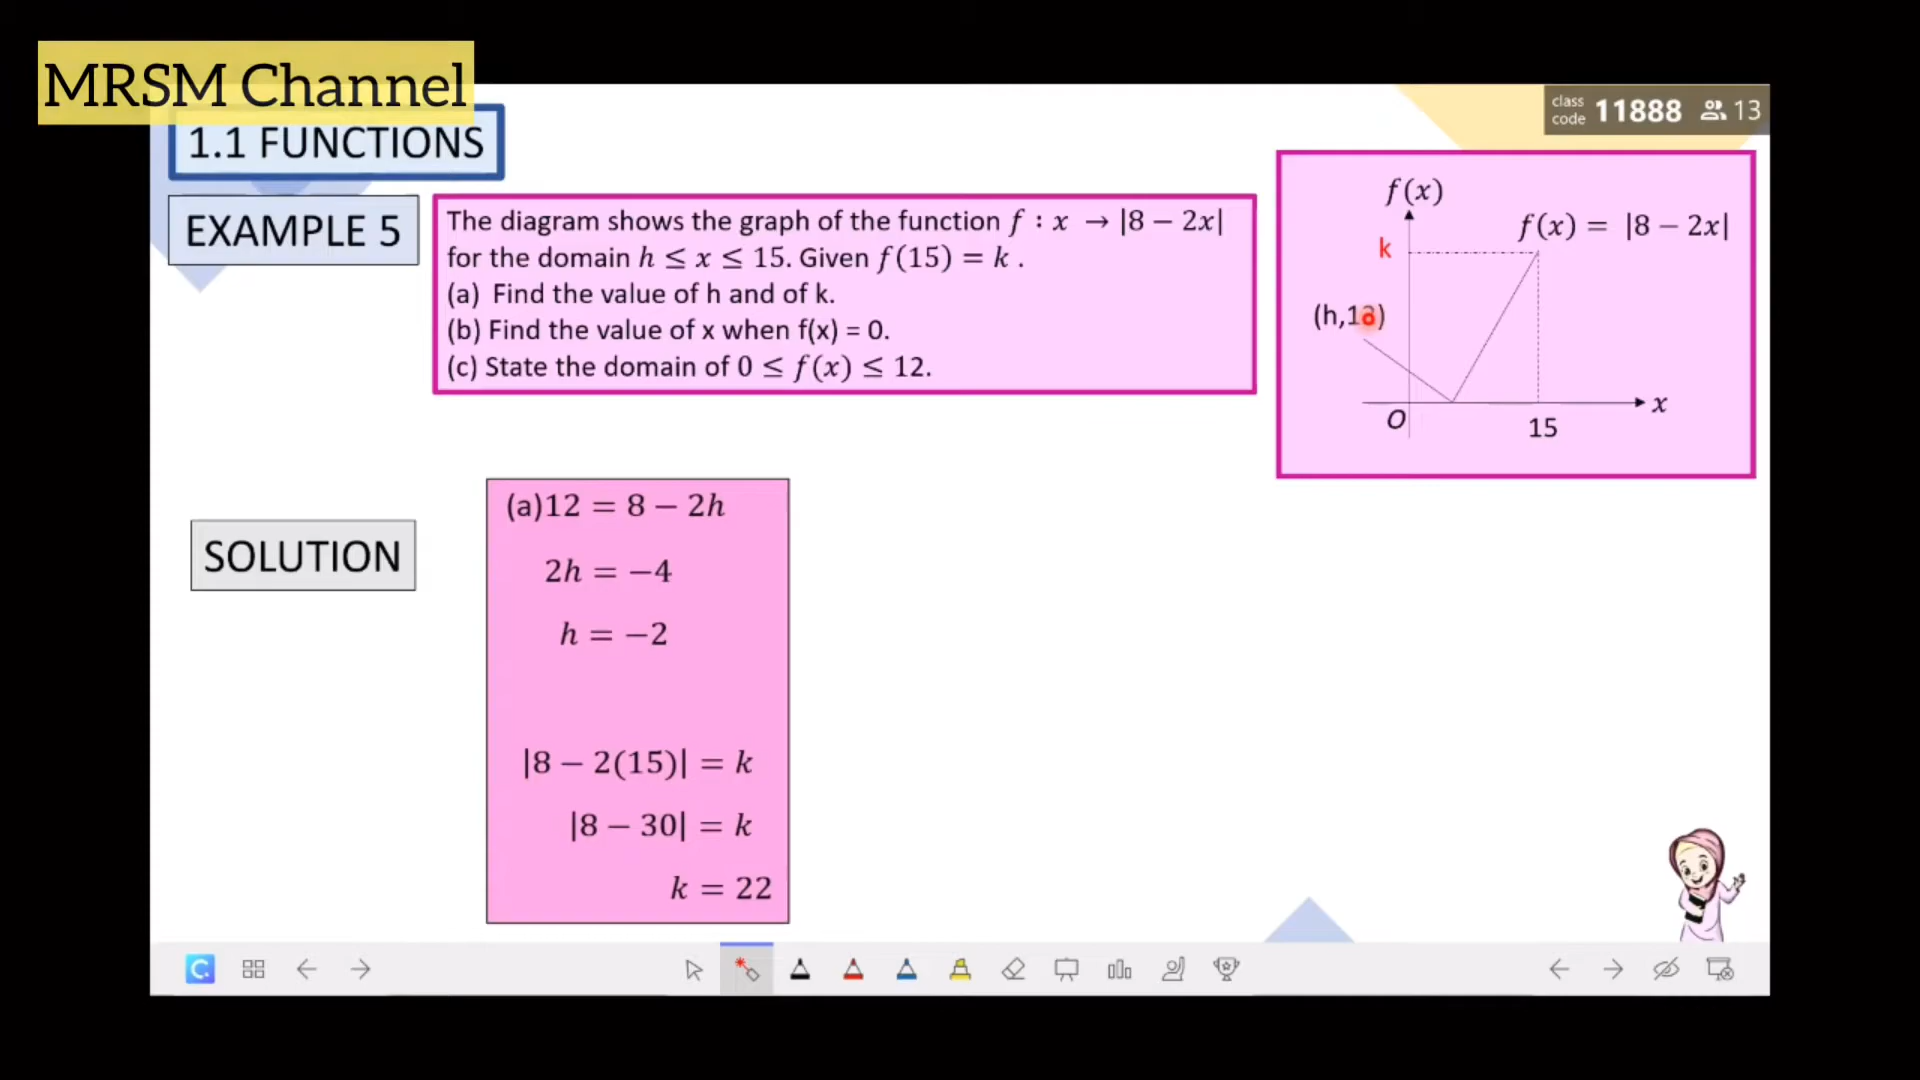 MRSM Channel
1.1 FUNCTIONS
class code 11888 13
EXAMPLE 5
The diagram shows the graph of the function f : x → |8 − 2x|
for the domain h ≤ x ≤ 15. Given f(15) = k .
(a) Find the value of h and of k.
(b) Find the value of x when f(x) = 0.
(c) State the domain of 0 ≤ f(x) ≤ 12.
f(x)
f(x) = |8 − 2x|
k
(h,12)
x
O
15
SOLUTION
(a)12 = 8 − 2h
2h = −4
h = −2
|8 − 2(15)| = k
|8 − 30| = k
k = 22